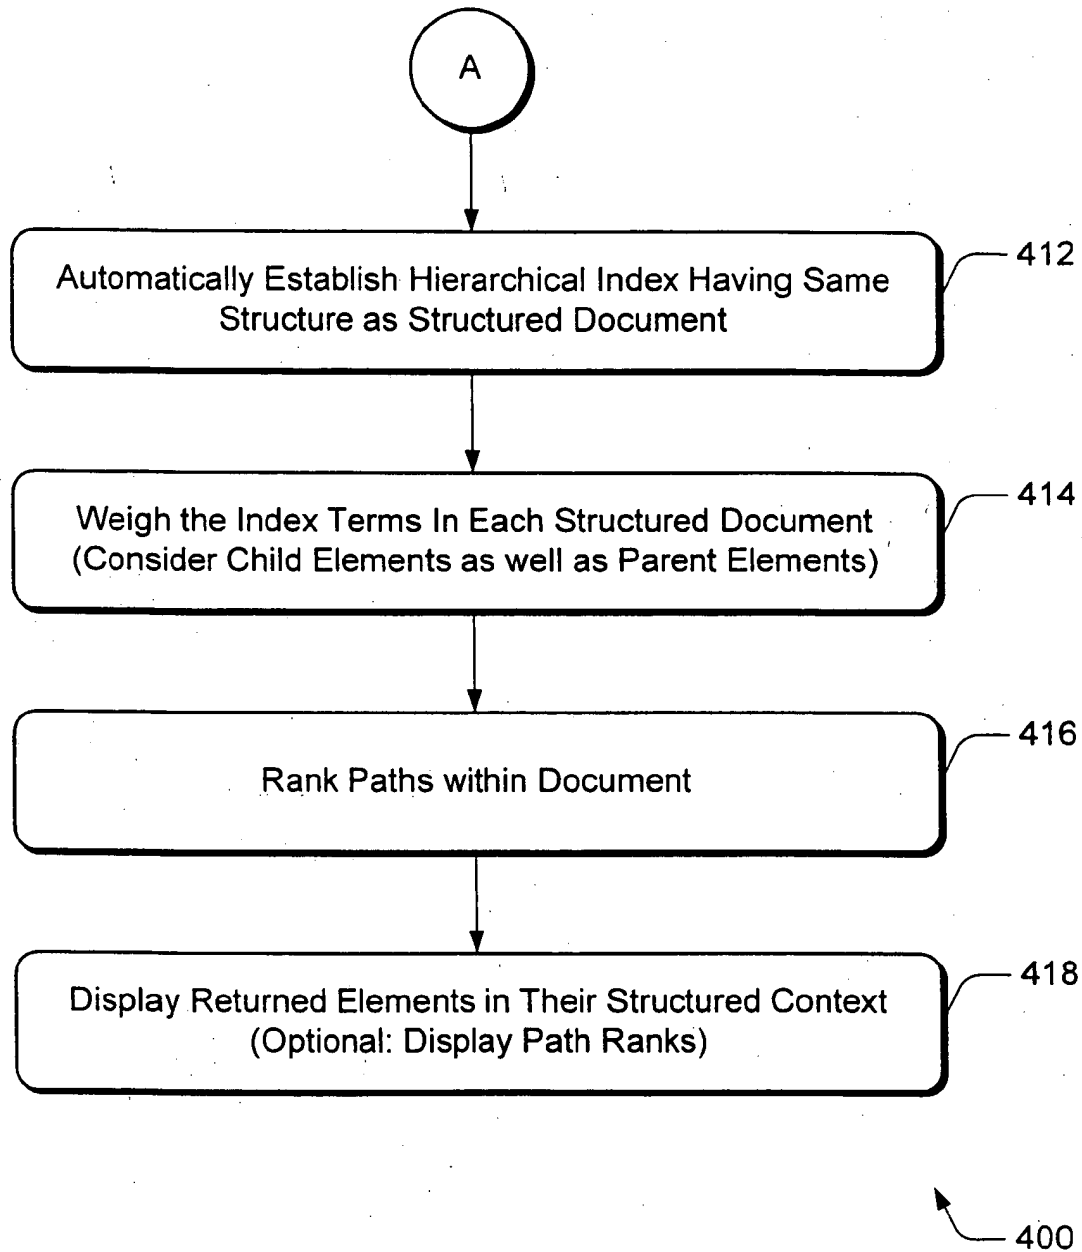 A
Automatically Establish Hierarchical Index Having Same
Structure as Structured Document
412
Weigh the Index Terms In Each Structured Document
(Consider Child Elements as well as Parent Elements)
414
Rank Paths within Document
416
Display Returned Elements in Their Structured Context
(Optional: Display Path Ranks)
418
400